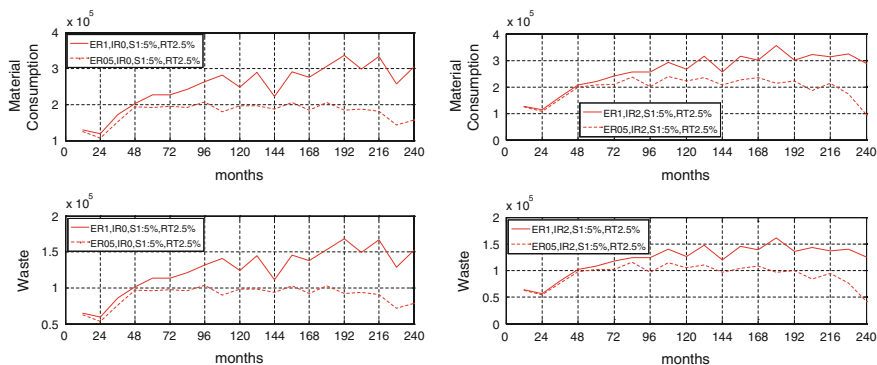 x 10^5
4
3
2
1
Material
Consumption
ER1,IR0,S1:5%,RT2.5%
ER05,IR0,S1:5%,RT2.5%
0 24 48 72 96 120 144 168 192 216 240
months
x 10^5
4
3
2
1
0
Material
Consumption
ER1,IR2,S1:5%,RT2.5%
ER05,IR2,S1:5%,RT2.5%
0 24 48 72 96 120 144 168 192 216 240
months
x 10^5
2
1.5
1
0.5
Waste
ER1,IR0,S1:5%,RT2.5%
ER05,IR0,S1:5%,RT2.5%
0 24 48 72 96 120 144 168 192 216 240
months
x 10^5
2
1.5
1
0.5
0
Waste
ER1,IR2,S1:5%,RT2.5%
ER05,IR2,S1:5%,RT2.5%
0 24 48 72 96 120 144 168 192 216 240
months